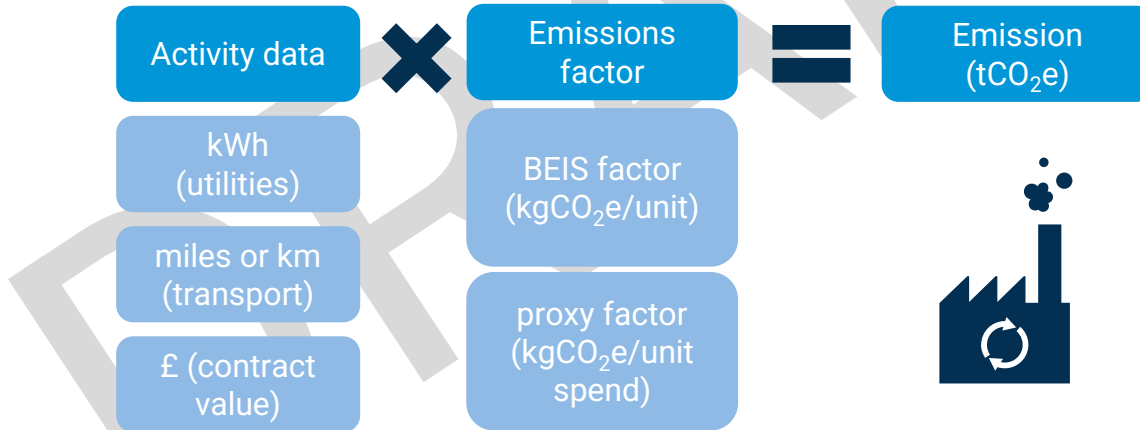 Activity data
Emissions
factor
Emission
(tCO₂e)
kWh
(utilities)
BEIS factor
(kgCO₂e/unit)
miles or km
(transport)
proxy factor
(kgCO₂e/unit
spend)
£ (contract
value)